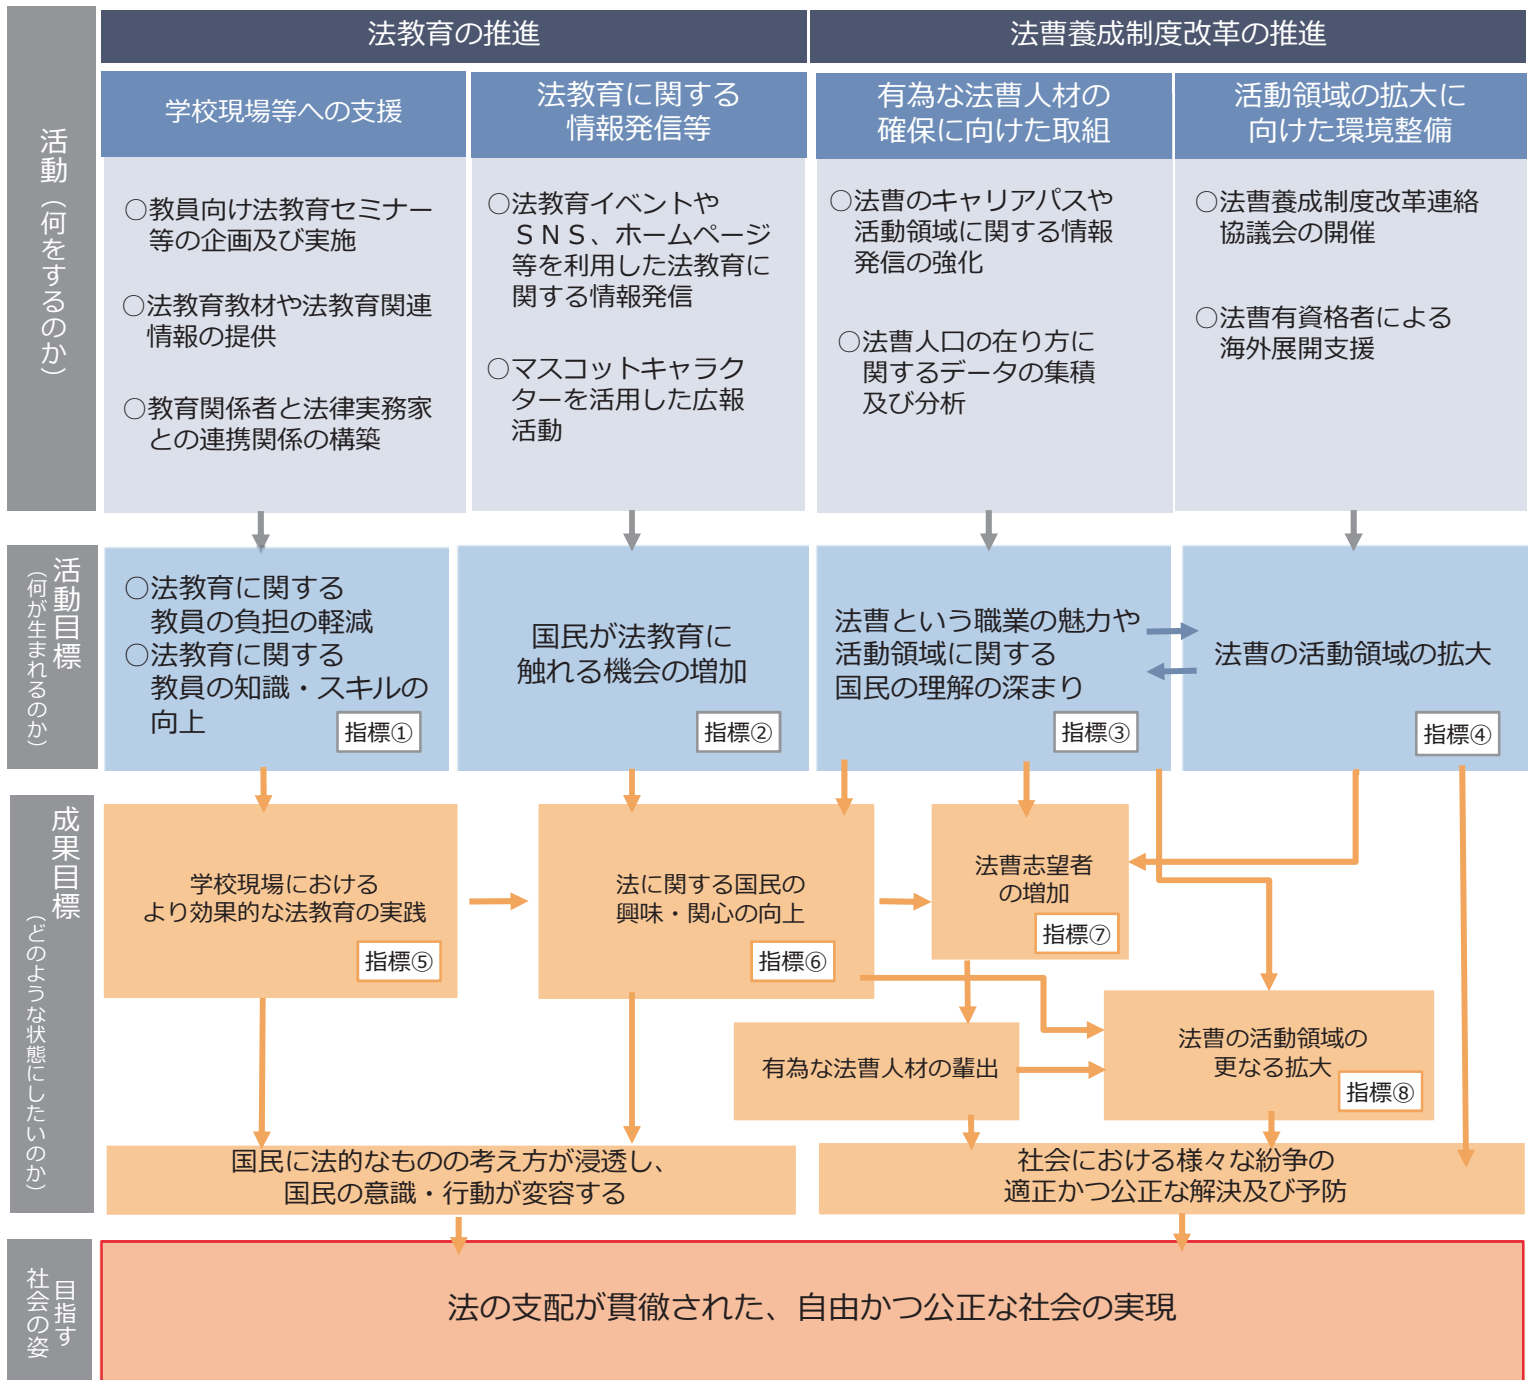 法教育の推進
法曹養成制度改革の推進
活動（何をするのか）
学校現場等への支援
法教育に関する
情報発信等
有為な法曹人材の
確保に向けた取組
活動領域の拡大に
向けた環境整備
○教員向け法教育セミナー
等の企画及び実施
○法教育教材や法教育関連
情報の提供
○教育関係者と法律実務家
との連携関係の構築
○法教育イベントや
ＳＮＳ、ホームページ
等を利用した法教育に
関する情報発信
○マスコットキャラク
ターを活用した広報
活動
○法曹のキャリアパスや
活動領域に関する情報
発信の強化
○法曹人口の在り方に
関するデータの集積
及び分析
○法曹養成制度改革連絡
協議会の開催
○法曹有資格者による
海外展開支援
活動目標
（何が生まれるのか）
○法教育に関する
教員の負担の軽減
○法教育に関する
教員の知識・スキルの
向上
指標①
国民が法教育に
触れる機会の増加
指標②
法曹という職業の魅力や
活動領域に関する
国民の理解の深まり
指標③
法曹の活動領域の拡大
指標④
成果目標
（どのような状態にしたいのか）
学校現場における
より効果的な法教育の実践
指標⑤
法に関する国民の
興味・関心の向上
指標⑥
法曹志望者
の増加
指標⑦
有為な法曹人材の輩出
法曹の活動領域の
更なる拡大
指標⑧
国民に法的なものの考え方が浸透し、
国民の意識・行動が変容する
社会における様々な紛争の
適正かつ公正な解決及び予防
目指す
社会の姿
法の支配が貫徹された、自由かつ公正な社会の実現